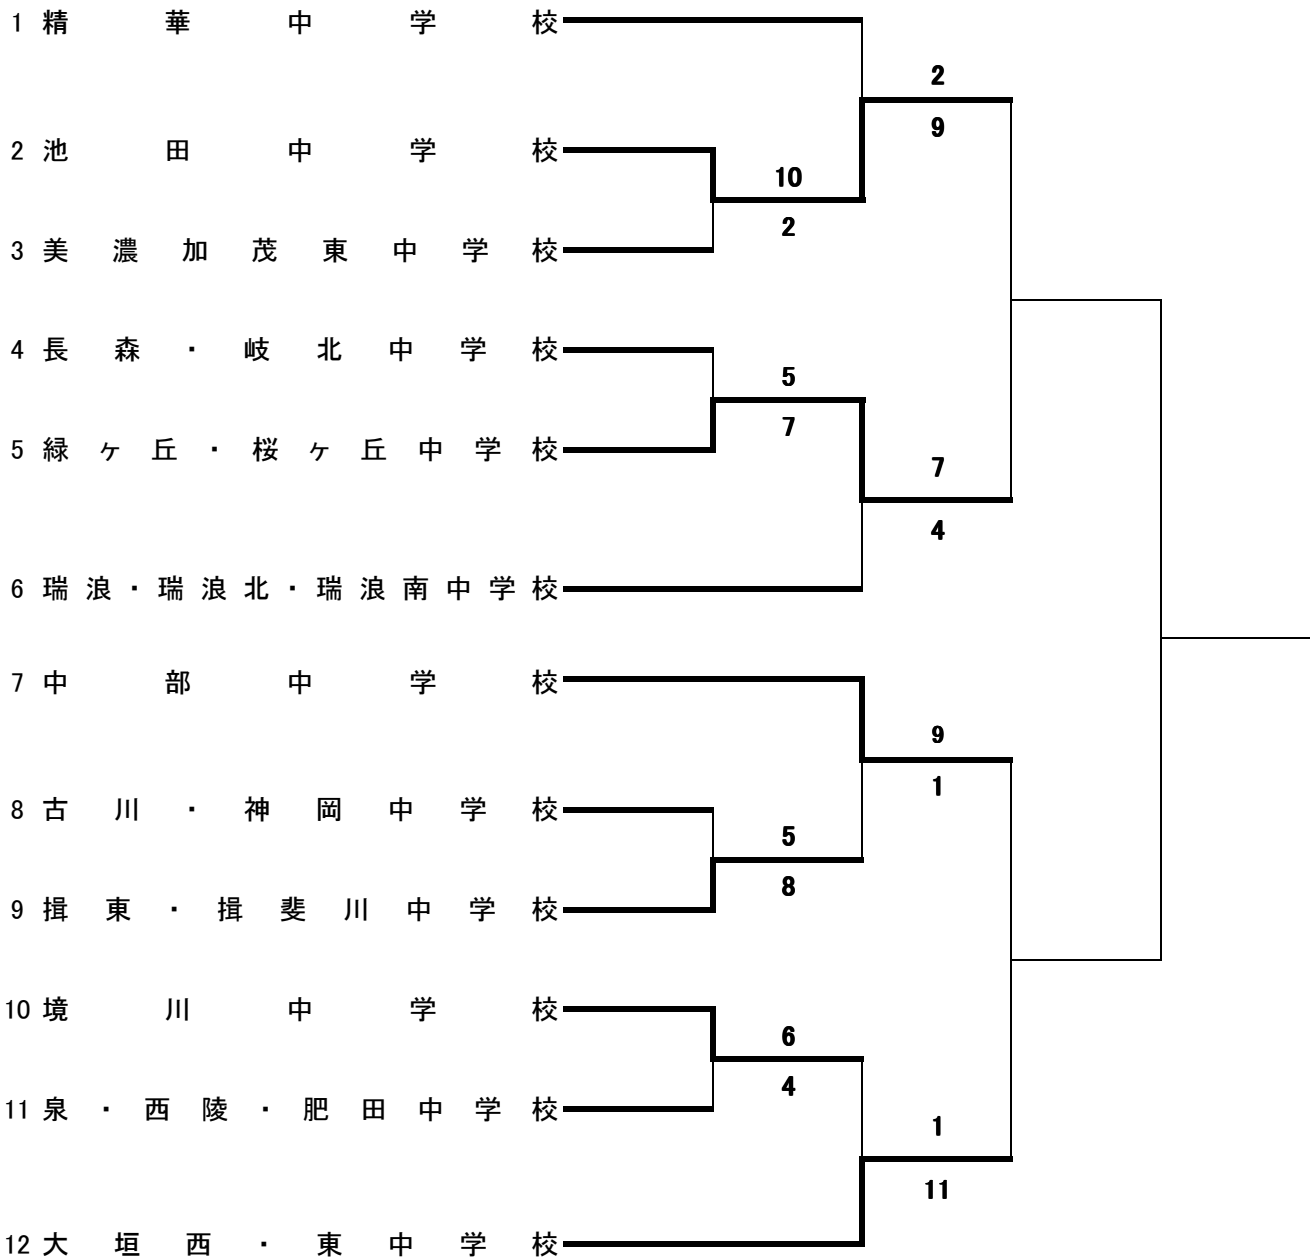 1 精華中学校
2
9
2 池田中学校
10
2
3 美濃加茂東中学校
4 長森・岐北中学校
5
7
5 緑ヶ丘・桜ヶ丘中学校
7
4
6 瑞浪・瑞浪北・瑞浪南中学校
7 中部中学校
9
1
8 古川・神岡中学校
5
8
9 揖東・揖斐川中学校
10 境川中学校
6
4
11 泉・西陵・肥田中学校
1
11
12 大垣西・東中学校